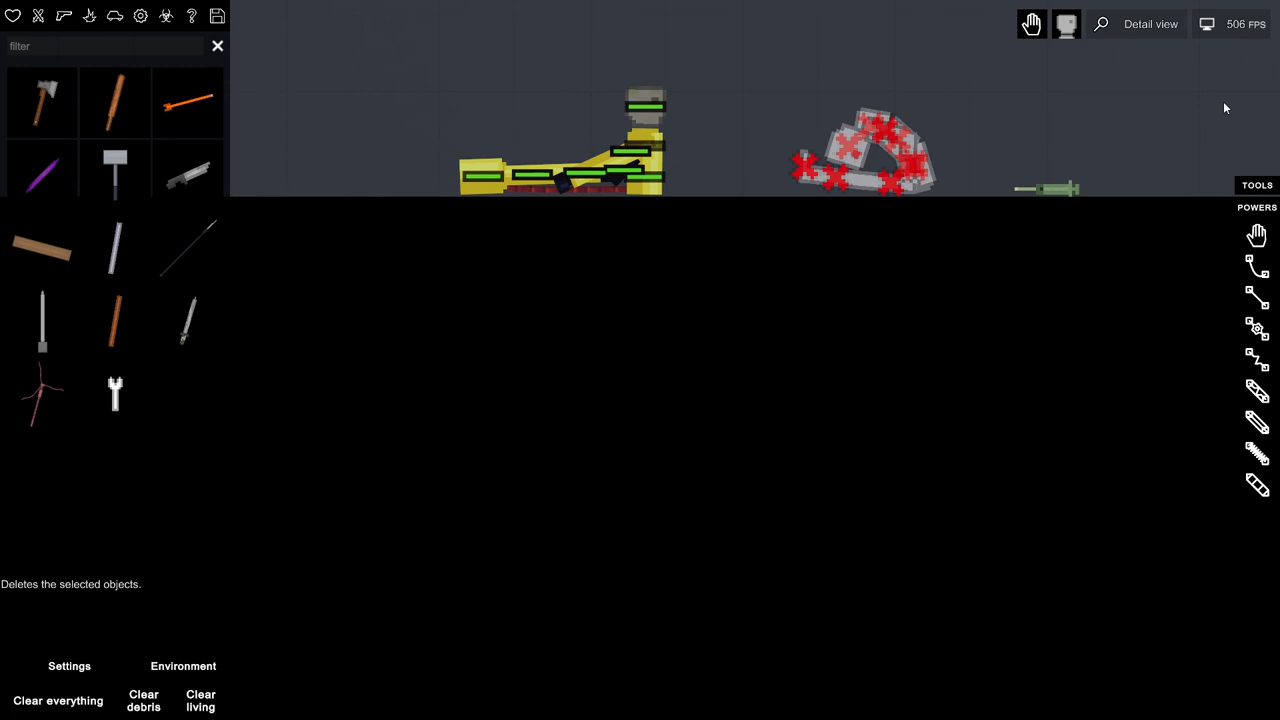 Detail view
506 FPS
filter
TOOLS
POWERS
Deletes the selected objects.
Settings
Environment
Clear everything
Clear
debris
Clear
living